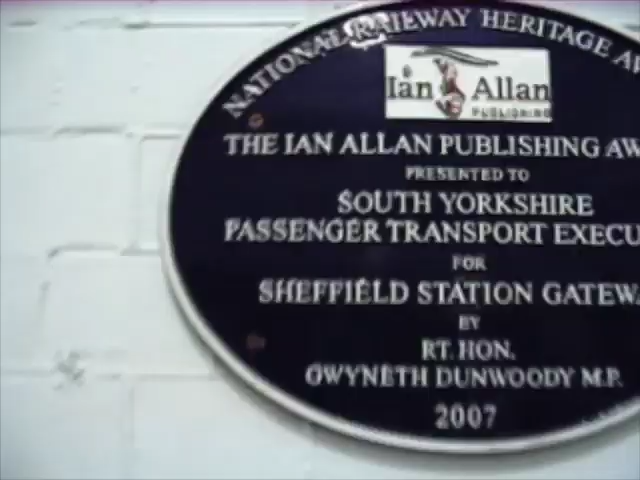 NATIONAL RAILWAY HERITAGE AW
Ian Allan
PUBLISHING
THE IAN ALLAN PUBLISHING AW
PRESENTED TO
SOUTH YORKSHIRE
PASSENGER TRANSPORT EXECU
FOR
SHEFFIELD STATION GATEWA
BY
RT. HON.
GWYNETH DUNWOODY M.P.
2007